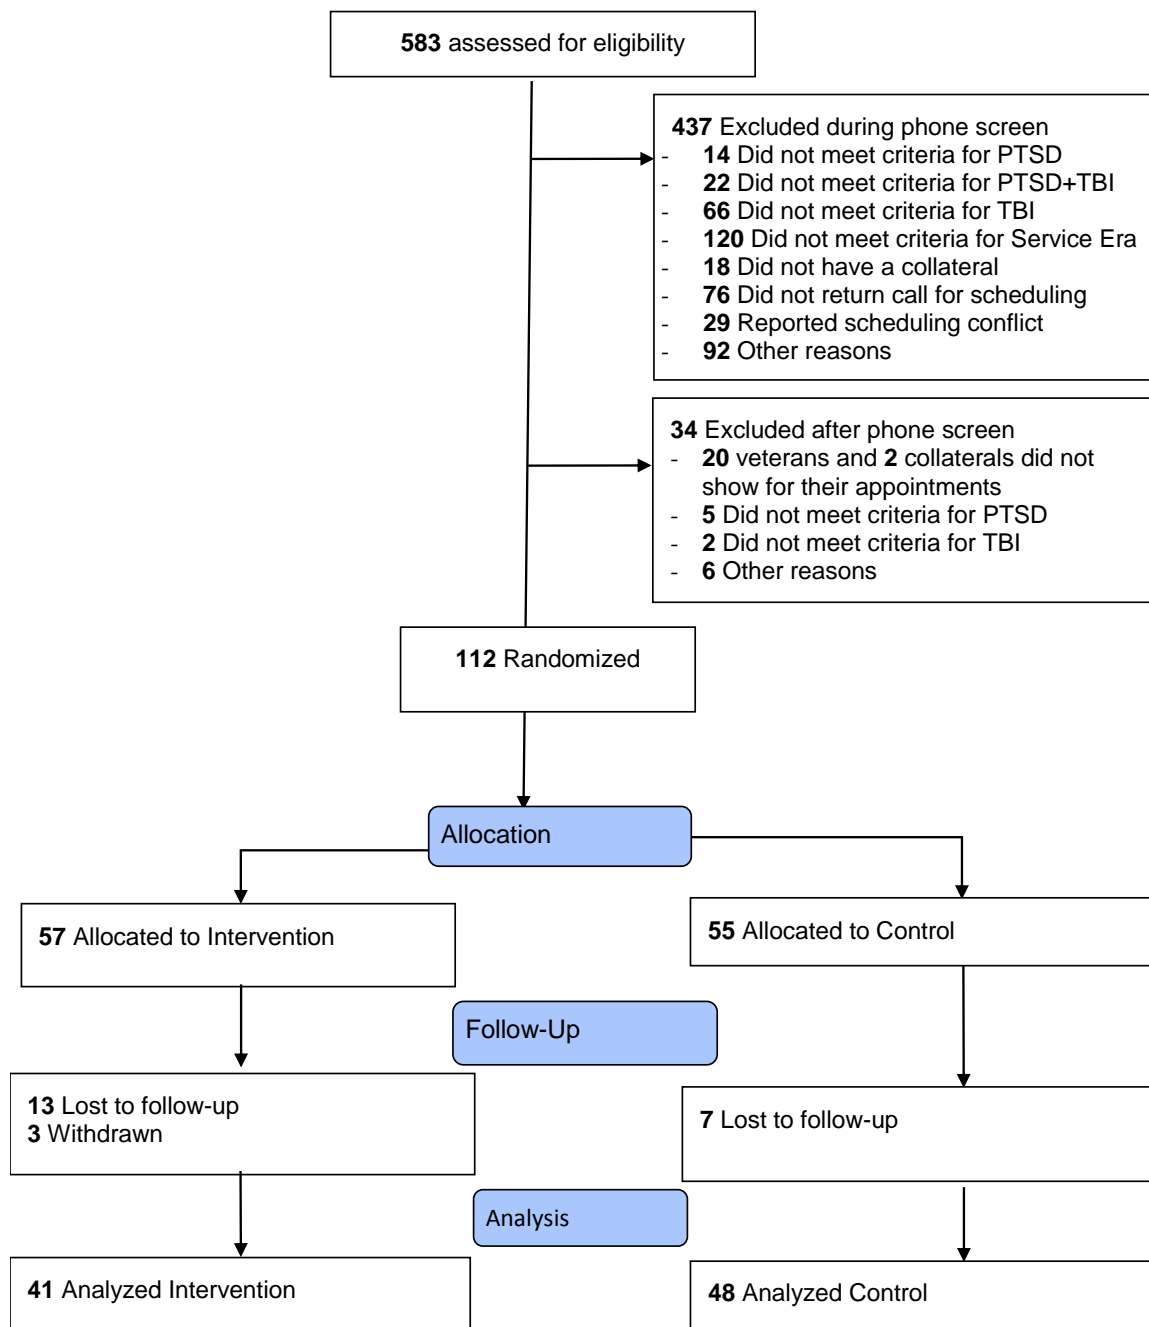 583 assessed for eligibility
437 Excluded during phone screen
- 14 Did not meet criteria for PTSD
- 22 Did not meet criteria for PTSD+TBI
- 66 Did not meet criteria for TBI
- 120 Did not meet criteria for Service Era
- 18 Did not have a collateral
- 76 Did not return call for scheduling
- 29 Reported scheduling conflict
- 92 Other reasons
34 Excluded after phone screen
- 20 veterans and 2 collaterals did not
show for their appointments
- 5 Did not meet criteria for PTSD
- 2 Did not meet criteria for TBI
- 6 Other reasons
112 Randomized
Allocation
57 Allocated to Intervention
55 Allocated to Control
Follow-Up
13 Lost to follow-up
3 Withdrawn
7 Lost to follow-up
Analysis
41 Analyzed Intervention
48 Analyzed Control